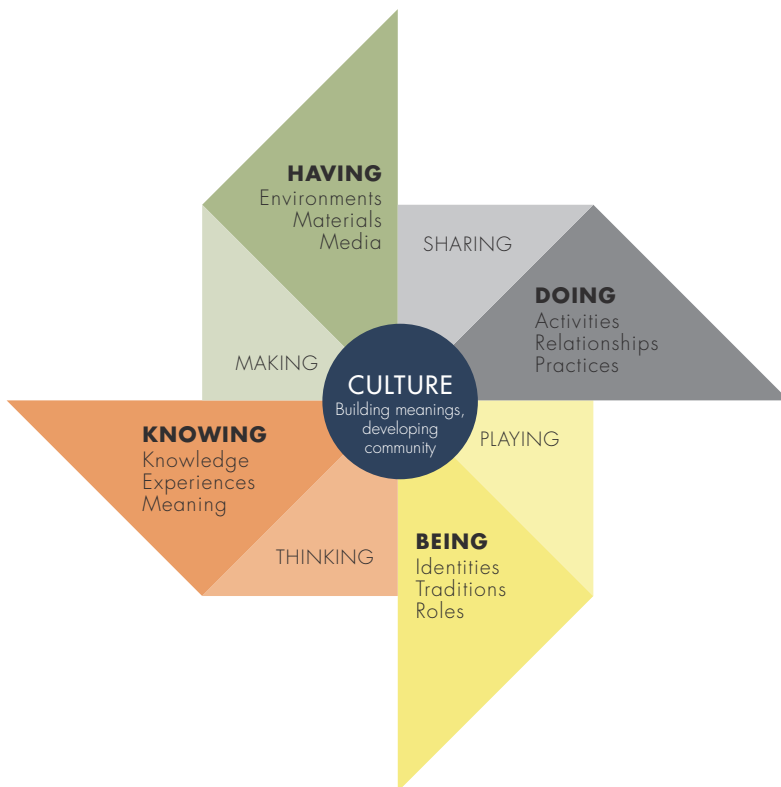 HAVING
Environments
Materials
Media
SHARING
DOING
Activities
Relationships
Practices
MAKING
CULTURE
Building meanings,
developing
community
KNOWING
Knowledge
Experiences
Meaning
PLAYING
THINKING
BEING
Identities
Traditions
Roles